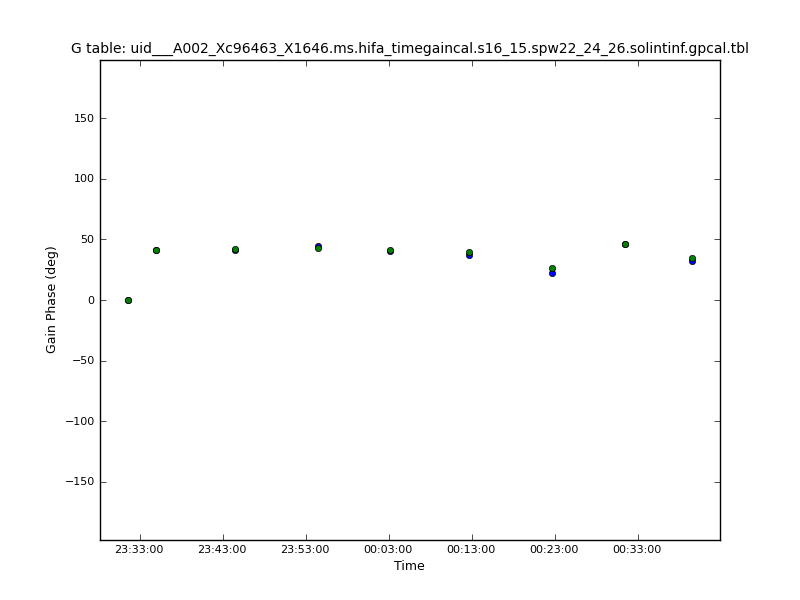 G table: uid___A002_Xc96463_X1646.ms.hifa_timegaincal.s16_15.spw22_24_26.solintinf.gpcal.tbl
150
100
50
0
−50
−100
−150
Gain Phase (deg)
23:33:00 23:43:00 23:53:00 00:03:00 00:13:00 00:23:00 00:33:00
Time